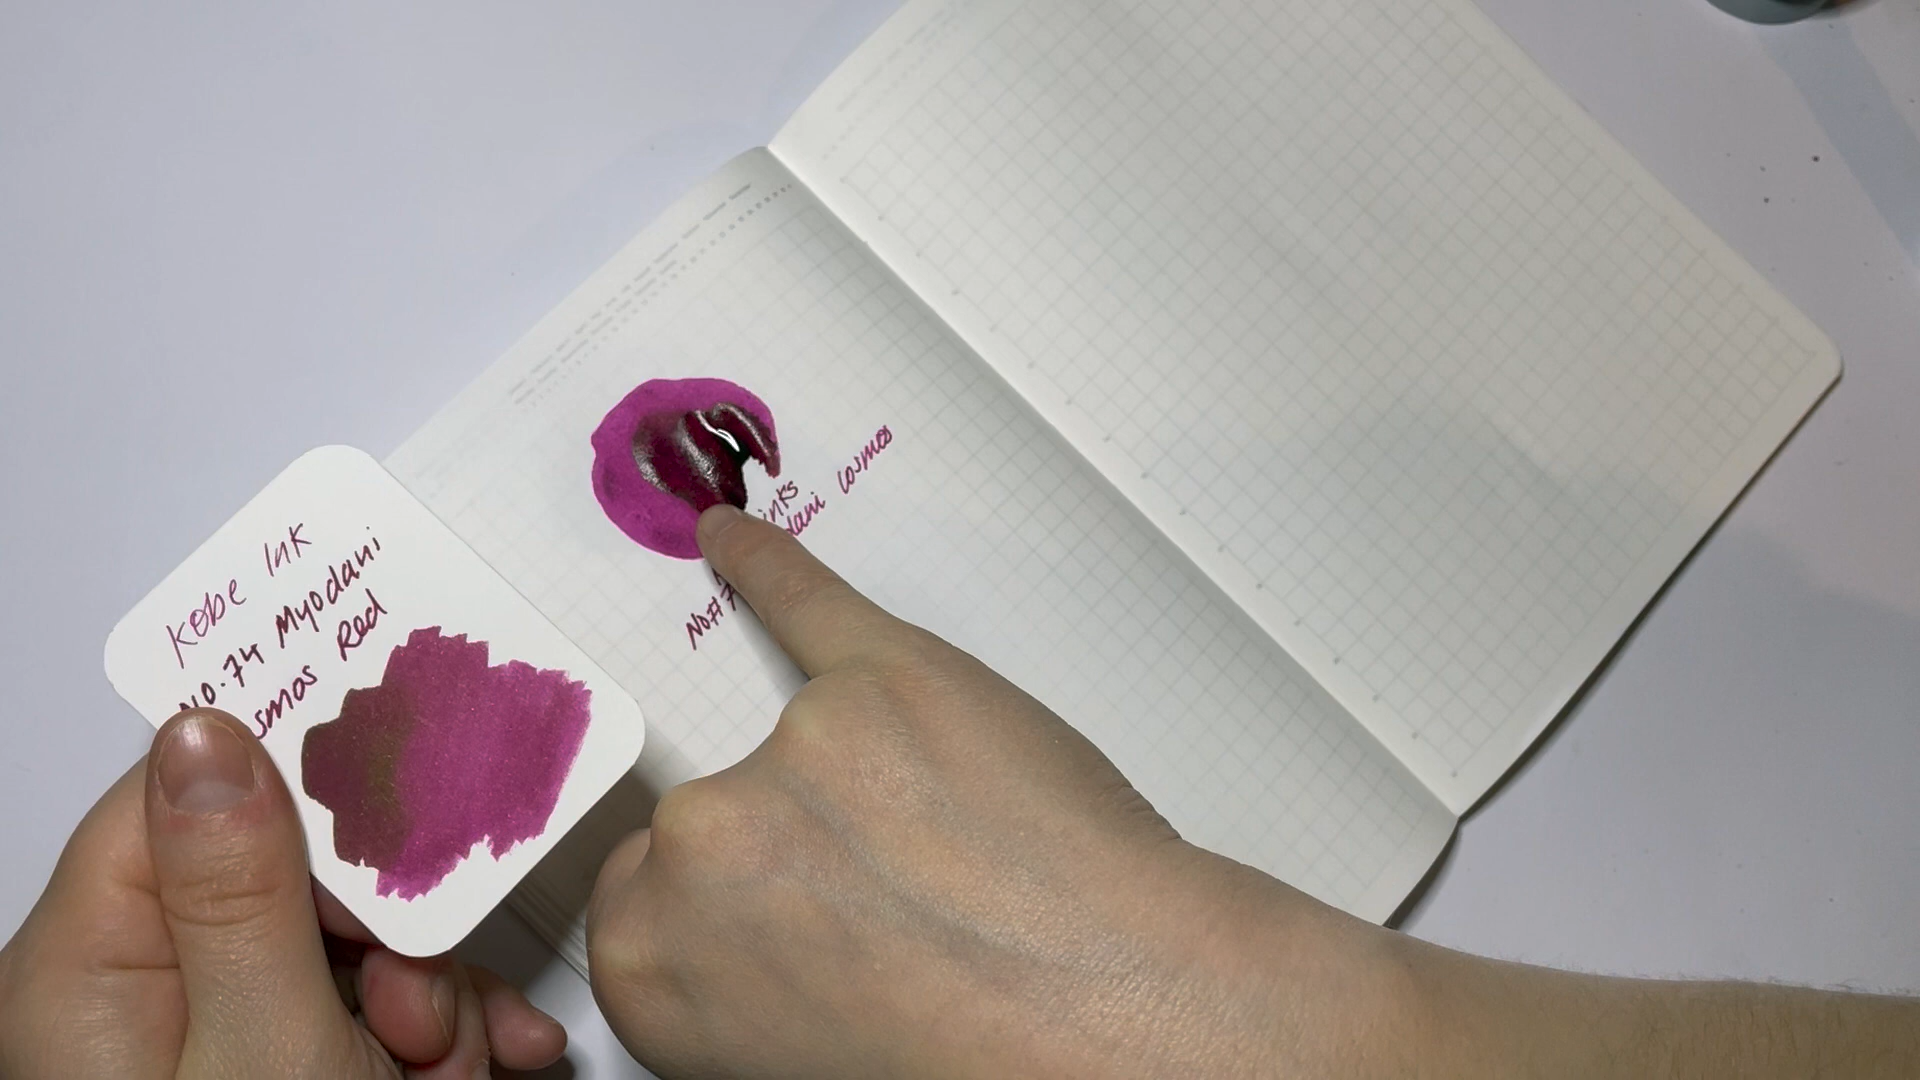 Kobe Ink
No.74 Myodani
smos Red
inks
No#7 dani cosmos